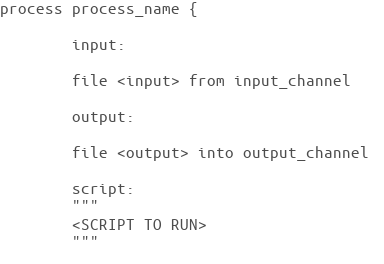 process process_name {
input:
file <input> from input_channel
output:
file <output> into output_channel
script:
"""
<SCRIPT TO RUN>
"""